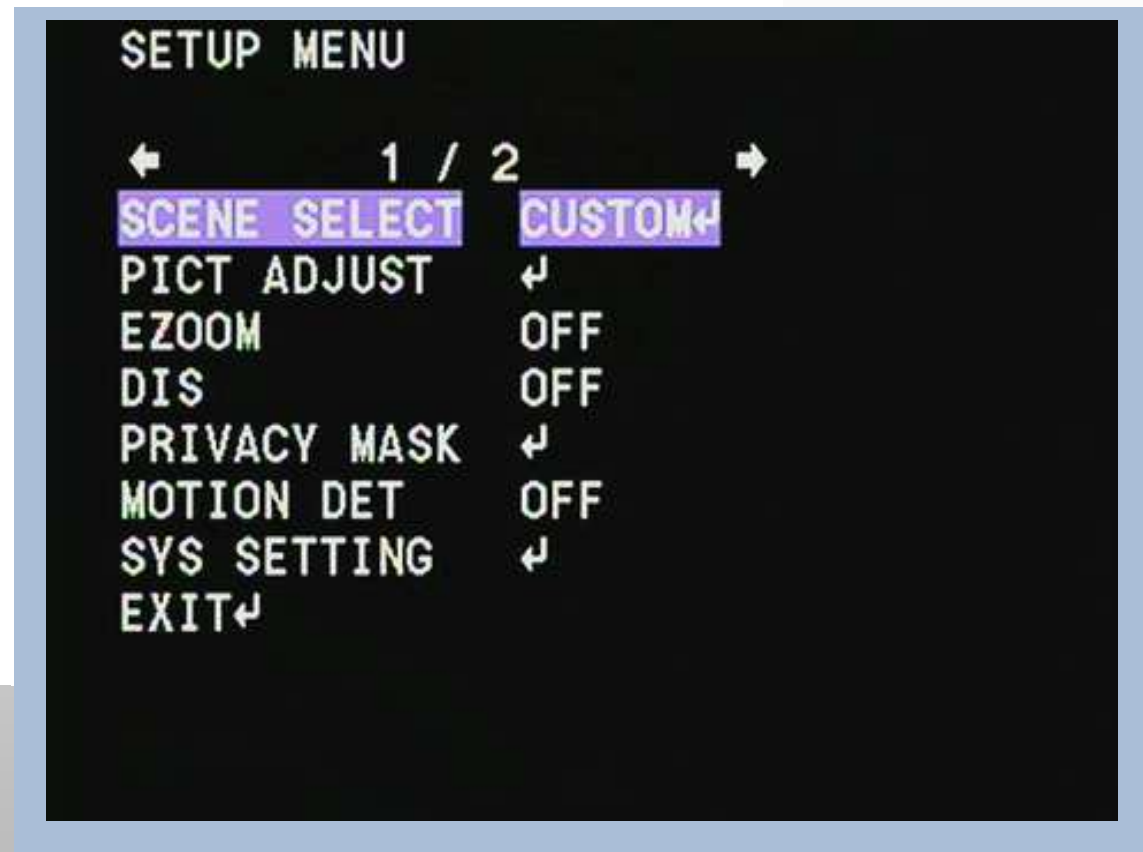 SETUP MENU
← 1 / 2 →
SCENE SELECT CUSTOM↵
PICT ADJUST ↵
EZOOM OFF
DIS OFF
PRIVACY MASK ↵
MOTION DET OFF
SYS SETTING ↵
EXIT↵